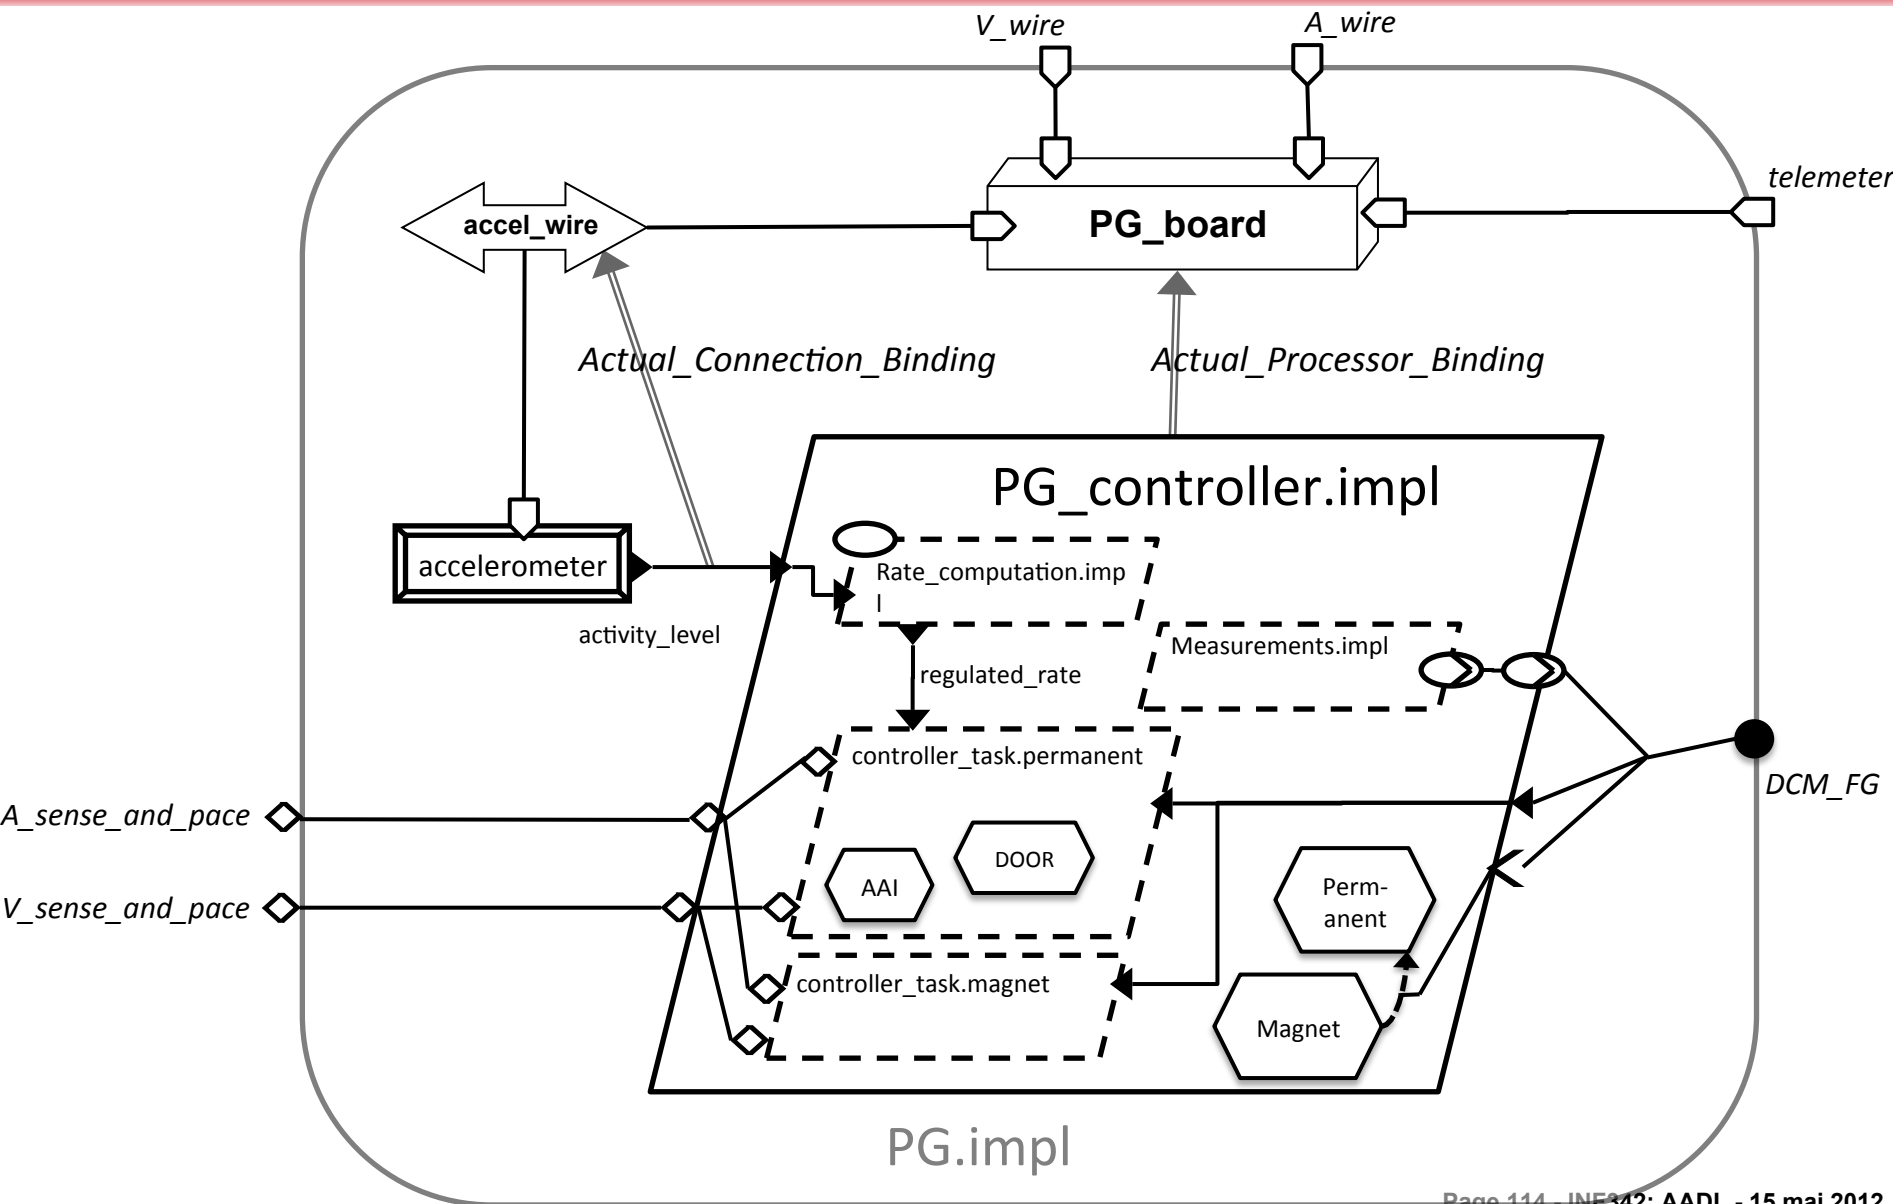 V_wire
A_wire
telemeter
accel_wire
PG_board
Actual_Connection_Binding
Actual_Processor_Binding
PG_controller.impl
accelerometer
Rate_computation.imp
l
activity_level
Measurements.impl
regulated_rate
controller_task.permanent
DCM_FG
A_sense_and_pace
DOOR
AAI
Perm-
anent
V_sense_and_pace
controller_task.magnet
Magnet
PG.impl
Page 114 - INF342: AADL - 15 mai 2012